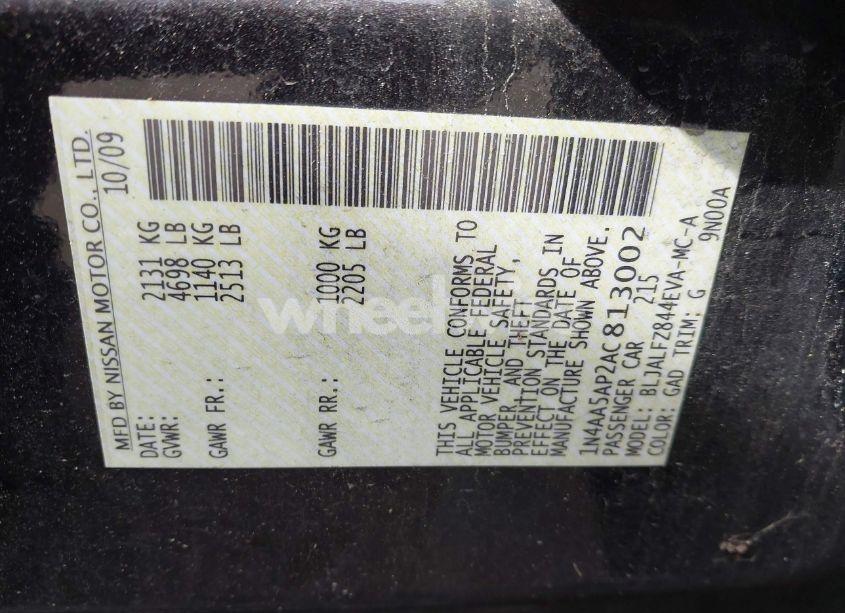 MFD BY NISSAN MOTOR CO., LTD.
DATE: 10/09
GVWR: 2131 KG
4698 LB
GAWR FR.: 1140 KG
2513 LB
GAWR RR.: 1000 KG
2205 LB
THIS VEHICLE CONFORMS TO
ALL APPLICABLE FEDERAL
MOTOR VEHICLE SAFETY,
BUMPER, AND THEFT
PREVENTION STANDARDS IN
EFFECT ON THE DATE OF
MANUFACTURE SHOWN ABOVE.
1N4AA5AP2AC813002
PASSENGER CAR 215
MODEL: BLJALFZ844EVA-MC-A
COLOR: GAD TRIM: G 9N00A